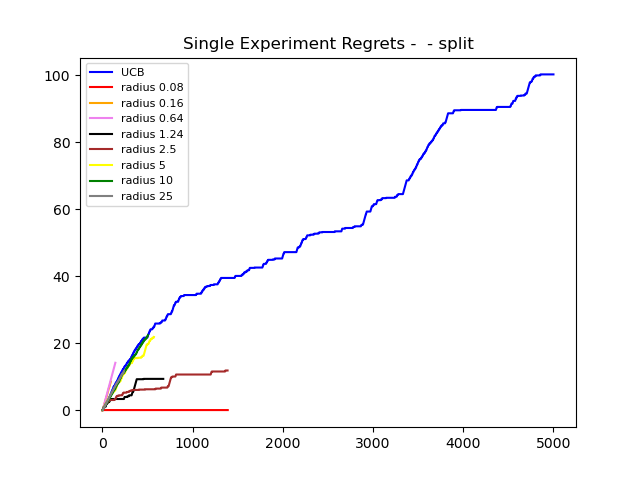 Single Experiment Regrets -  - split
UCB
radius 0.08
radius 0.16
radius 0.64
radius 1.24
radius 2.5
radius 5
radius 10
radius 25
100
80
60
40
20
0
0 1000 2000 3000 4000 5000